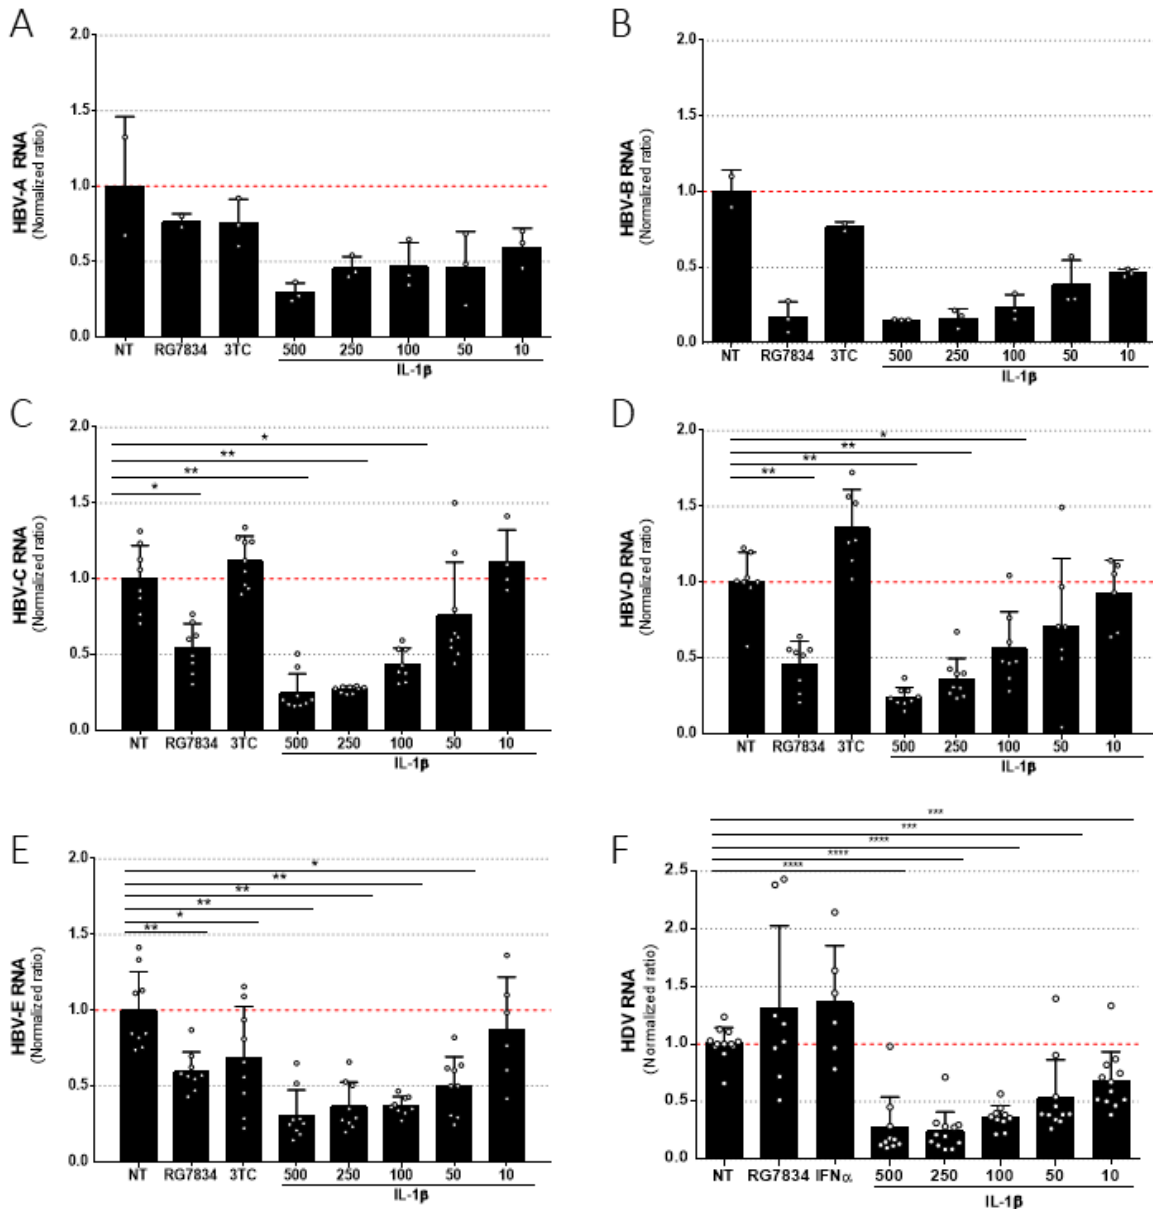 A
2.0
1.5
1.0
0.5
0.0
HBV-A RNA
(Normalized ratio)
NT RG7834 3TC 500 250 100 50 10
IL-1β
B
2.0
1.5
1.0
0.5
0.0
HBV-B RNA
(Normalized ratio)
NT RG7834 3TC 500 250 100 50 10
IL-1β
C
2.0
1.5
1.0
0.5
0.0
HBV-C RNA
(Normalized ratio)
*
**
**
*
NT RG7834 3TC 500 250 100 50 10
IL-1β
D
2.0
1.5
1.0
0.5
0.0
HBV-D RNA
(Normalized ratio)
*
**
**
**
NT RG7834 3TC 500 250 100 50 10
IL-1β
E
2.0
1.5
1.0
0.5
0.0
HBV-E RNA
(Normalized ratio)
*
**
**
**
*
**
NT RG7834 3TC 500 250 100 50 10
IL-1β
F
2.5
2.0
1.5
1.0
0.5
0.0
HDV RNA
(Normalized ratio)
***
***
****
****
****
NT RG7834 IFNα 500 250 100 50 10
IL-1β